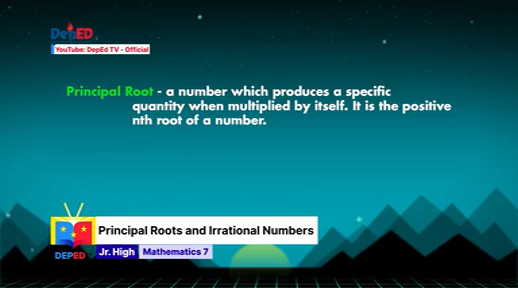 DepED
YouTube: DepEd TV - Official
Principal Root - a number which produces a specific
quantity when multiplied by itself. It is the positive
nth root of a number.
Principal Roots and Irrational Numbers
DEPED
Jr. High Mathematics 7